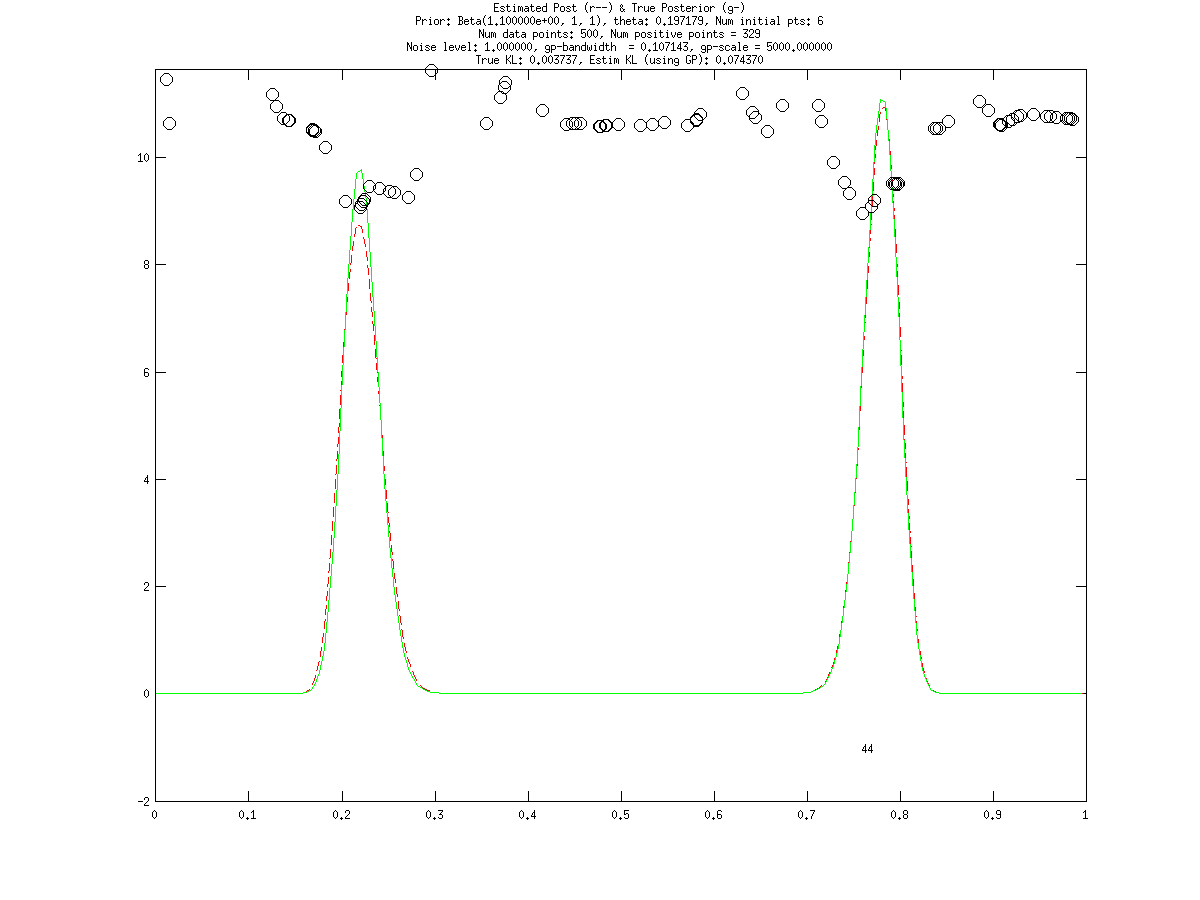 Estimated Post (r--) & True Posterior (g-)
Prior: Beta(1.100000e+00, 1, 1), theta: 0.197179, Num initial pts: 6
Num data points: 500, Num positive points = 329
Noise level: 1.000000, gp-bandwidth  = 0.107143, gp-scale = 5000.000000
True KL: 0.003737, Estim KL (using GP): 0.074370
10
8
6
4
2
0
44
-2
0 0.1 0.2 0.3 0.4 0.5 0.6 0.7 0.8 0.9 1